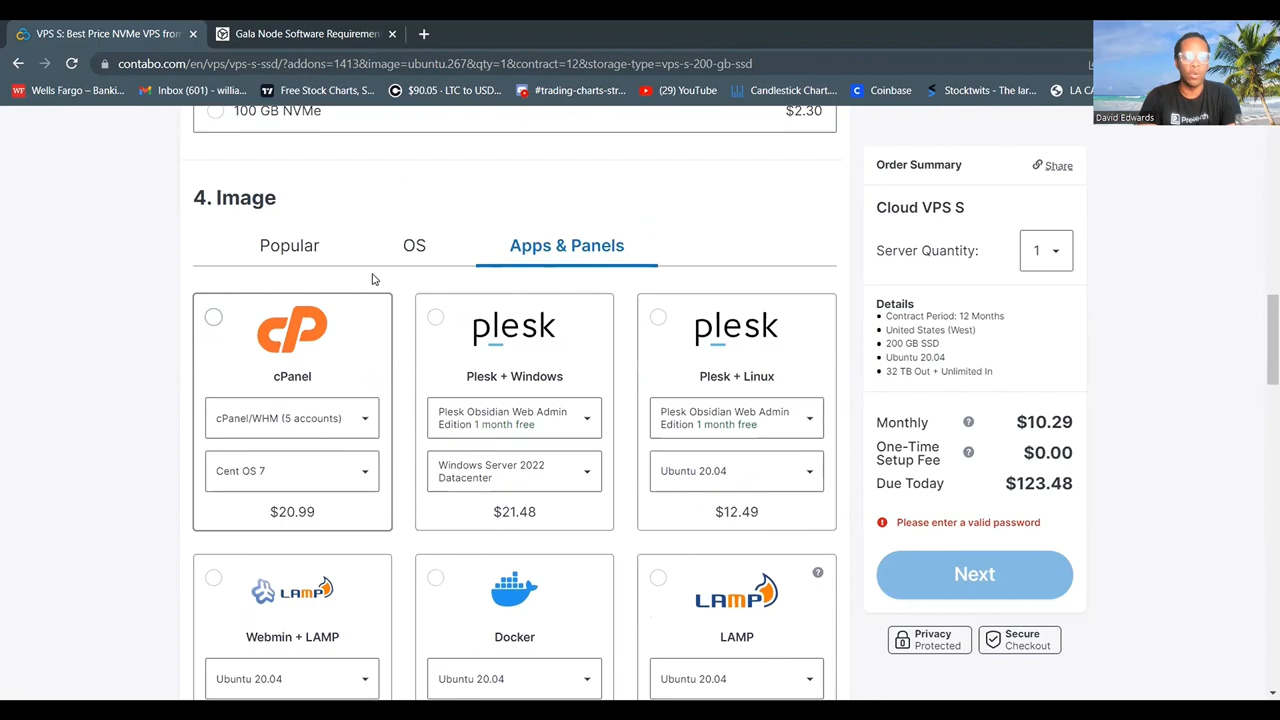 VPS S: Best Price NVMe VPS from
Gala Node Software Requiremen
contabo.com/en/vps/vps-s-ssd/?addons=1413&image=ubuntu.267&qty=1&contract=12&storage-type=vps-s-200-gb-ssd
Wells Fargo – Banki...
Inbox (601) - willia...
Free Stock Charts, S...
$90.05 · LTC to USD...
#trading-charts-str...
(29) YouTube
Candlestick Chart...
Coinbase
Stocktwits - The lar...
LA CA
David Edwards
100 GB NVMe
$2.30
4. Image
Popular
OS
Apps & Panels
cP
cPanel
cPanel/WHM (5 accounts)
Cent OS 7
$20.99
plesk
Plesk + Windows
Plesk Obsidian Web Admin
Edition 1 month free
Windows Server 2022
Datacenter
$21.48
plesk
Plesk + Linux
Plesk Obsidian Web Admin
Edition 1 month free
Ubuntu 20.04
$12.49
LAMP
Webmin + LAMP
Ubuntu 20.04
Docker
Ubuntu 20.04
LAMP
LAMP
Ubuntu 20.04
Order Summary
Share
Cloud VPS S
Server Quantity:
1
Details
Contract Period: 12 Months
United States (West)
200 GB SSD
Ubuntu 20.04
32 TB Out + Unlimited In
Monthly
$10.29
One-Time
Setup Fee
$0.00
Due Today
$123.48
Please enter a valid password
Next
Privacy
Protected
Secure
Checkout